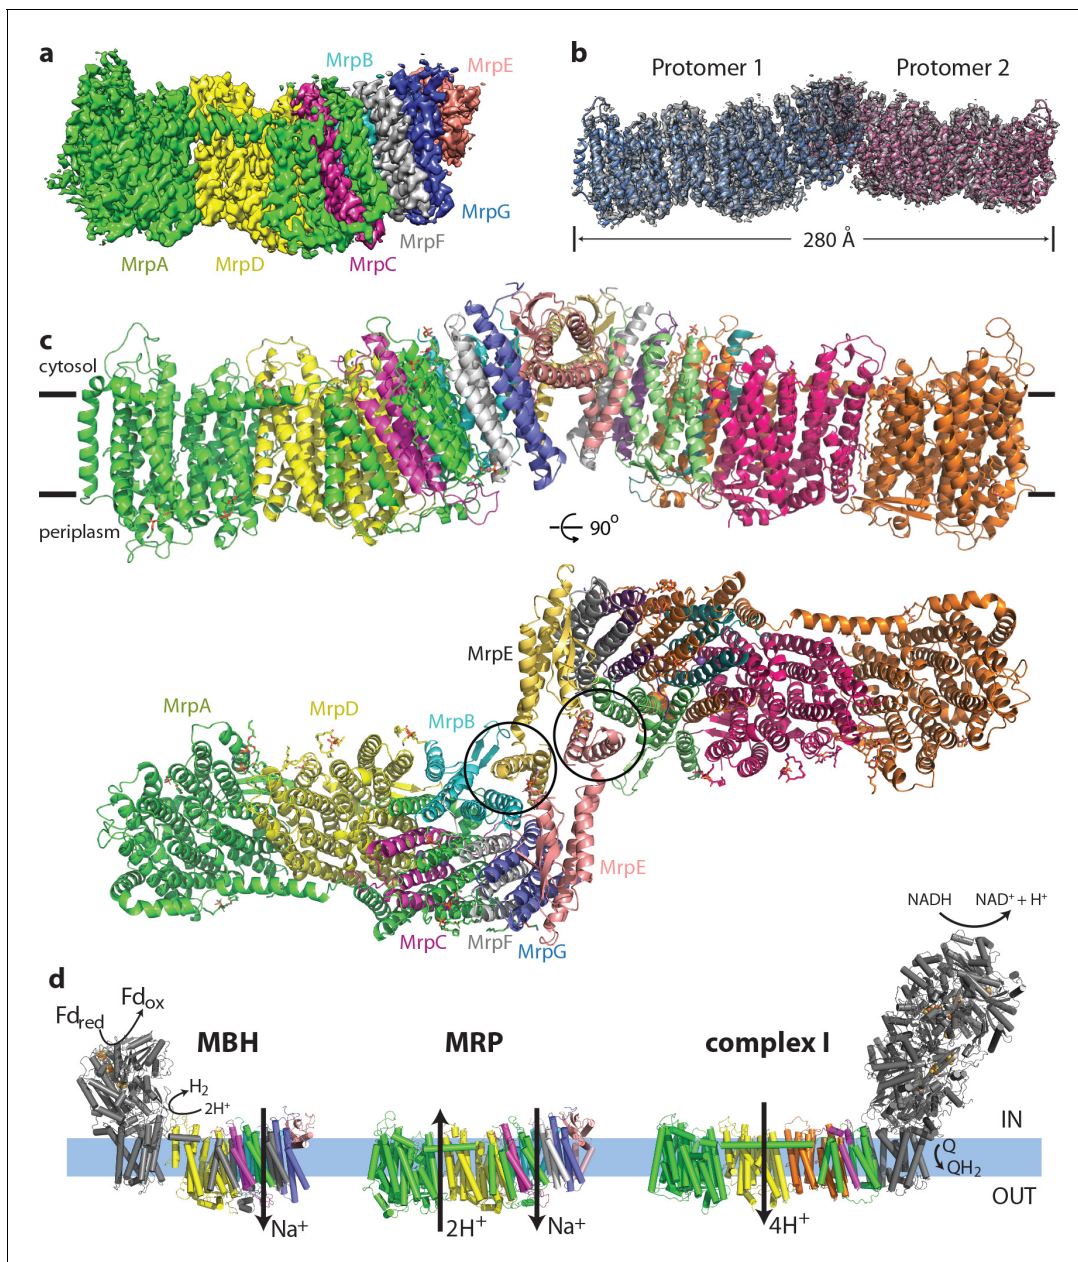 a
MrpB
MrpE
MrpG
MrpF
MrpA
MrpD
MrpC
b
Protomer 1
Protomer 2
280 Å
c
cytosol
periplasm
90°
MrpE
MrpA
MrpD
MrpB
MrpE
MrpC
MrpF
MrpG
NADH
NAD⁺ + H⁺
d
Fd_ox
Fd_red
MBH
MRP
complex I
H₂
2H⁺
IN
Q
QH₂
OUT
Na⁺
2H⁺
Na⁺
4H⁺